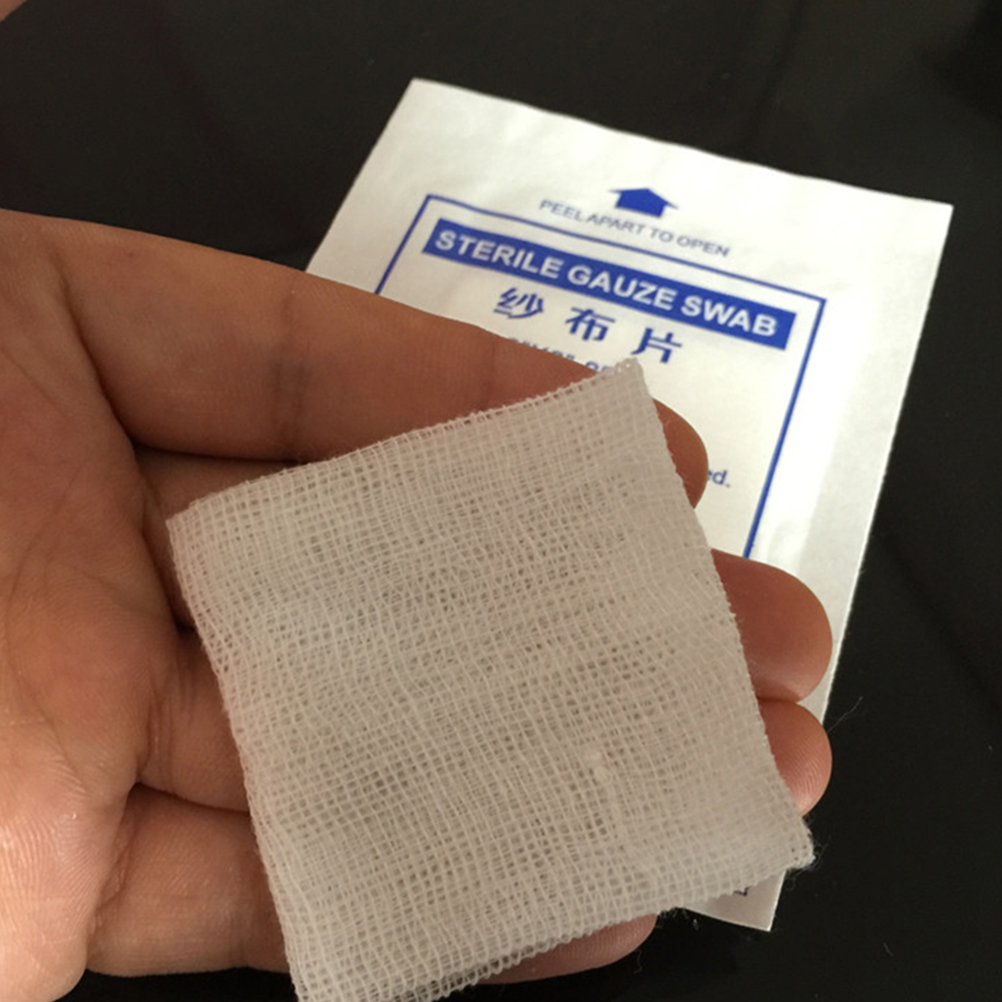 PEEL APART TO OPEN
STERILE GAUZE SWAB
纱布片